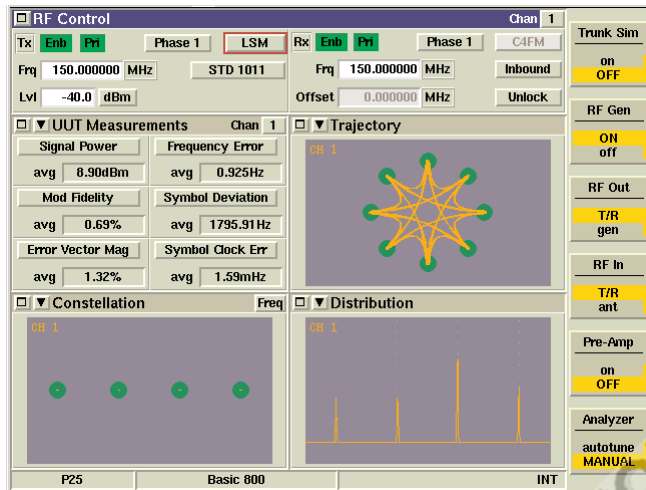 RF Control Chan 1
Tx Enb Pri Phase 1 LSM Rx Enb Pri Phase 1 C4FM
Frq 150.000000 MHz STD 1011 Frq 150.000000 MHz Inbound
Lvl -40.0 dBm Offset 0.000000 MHz Unlock
UUT Measurements Chan 1
Signal Power Frequency Error
avg 8.90dBm avg 0.925Hz
Mod Fidelity Symbol Deviation
avg 0.69% avg 1795.91Hz
Error Vector Mag Symbol Clock Err
avg 1.32% avg 1.59mHz
Trajectory
CH 1
Constellation Freq
CH 1
Distribution
CH 1
Trunk Sim
on
OFF
RF Gen
ON
off
RF Out
T/R
gen
RF In
T/R
ant
Pre-Amp
on
OFF
Analyzer
autotune
MANUAL
P25 Basic 800 INT